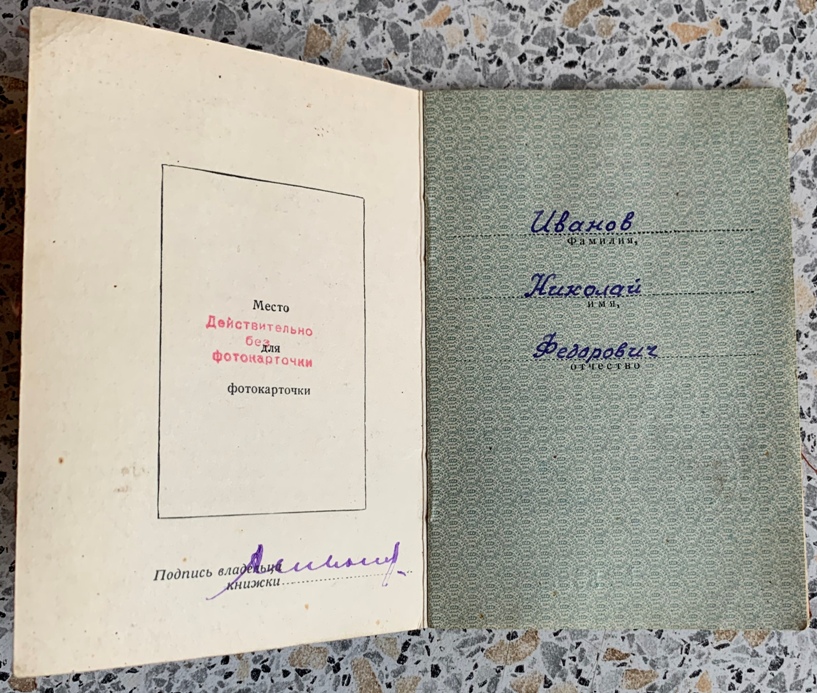 Место
Действительно
без
для
фотокарточки
фотокарточки
Подпись владельца
книжки
Иванов
фамилия,
Николай
имя,
Федорович
отчество